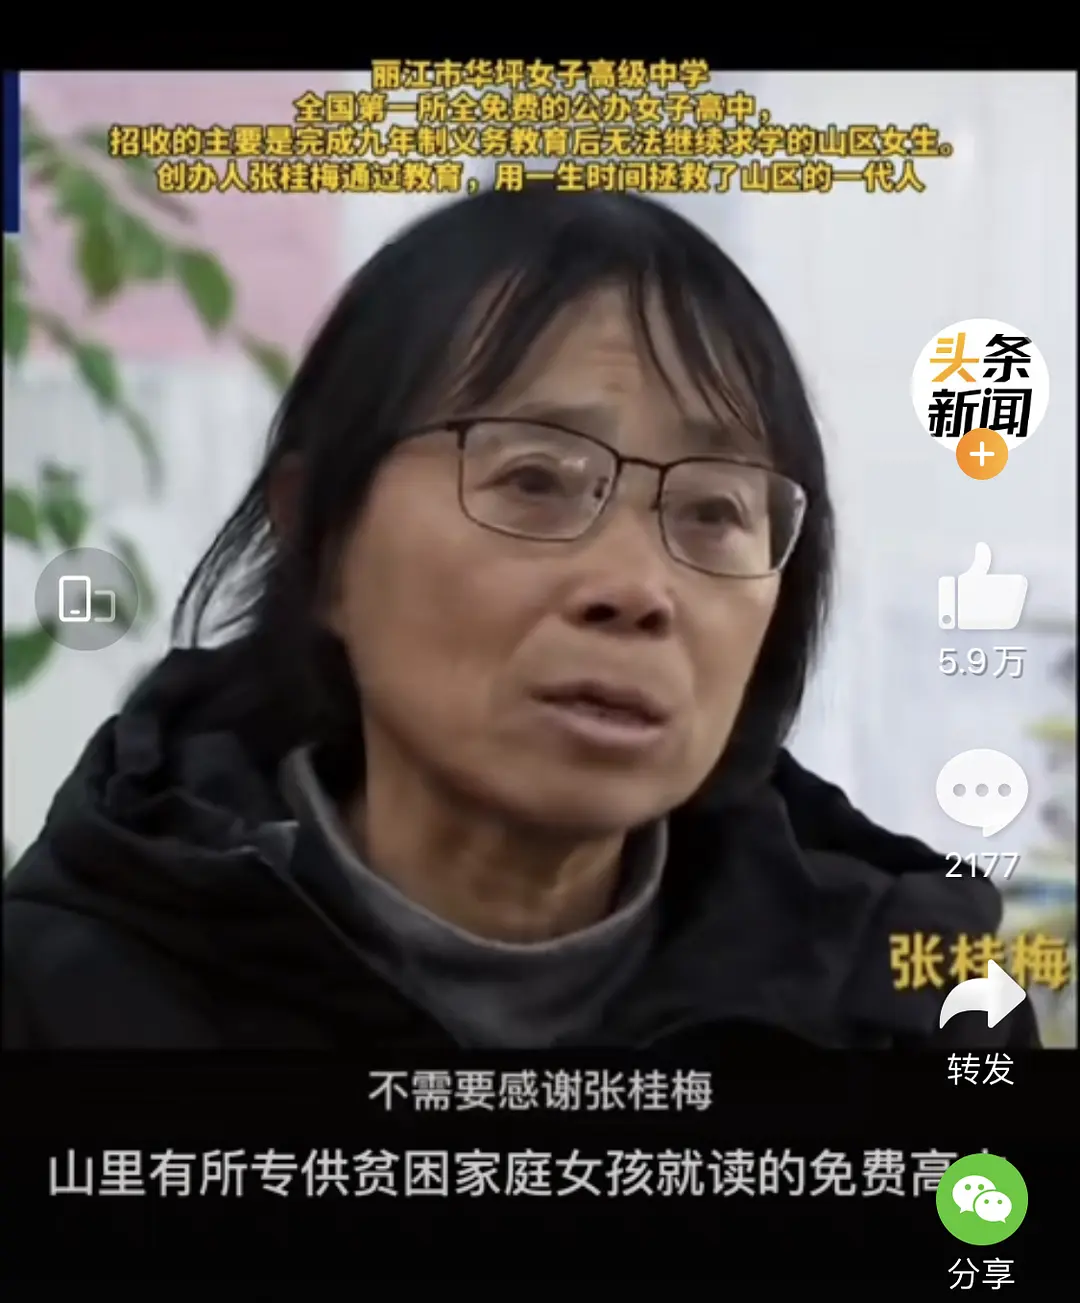 丽江市华坪女子高级中学
全国第一所全免费的公办女子高中，
招收的主要是完成九年制义务教育后无法继续求学的山区女生。
创办人张桂梅通过教育，用一生时间拯救了山区的一代人
头条
新闻
5.9万
2177
张桂梅
转发
不需要感谢张桂梅
山里有所专供贫困家庭女孩就读的免费高
分享